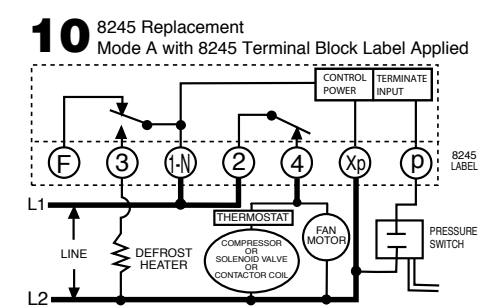 10 8245 Replacement
Mode A with 8245 Terminal Block Label Applied
CONTROL POWER
TERMINATE INPUT
F 3 1-N 2 4 Xp p
8245 LABEL
L1
THERMOSTAT
LINE
DEFROST HEATER
COMPRESSOR
OR
SOLENOID VALVE
OR
CONTACTOR COIL
FAN MOTOR
PRESSURE SWITCH
L2